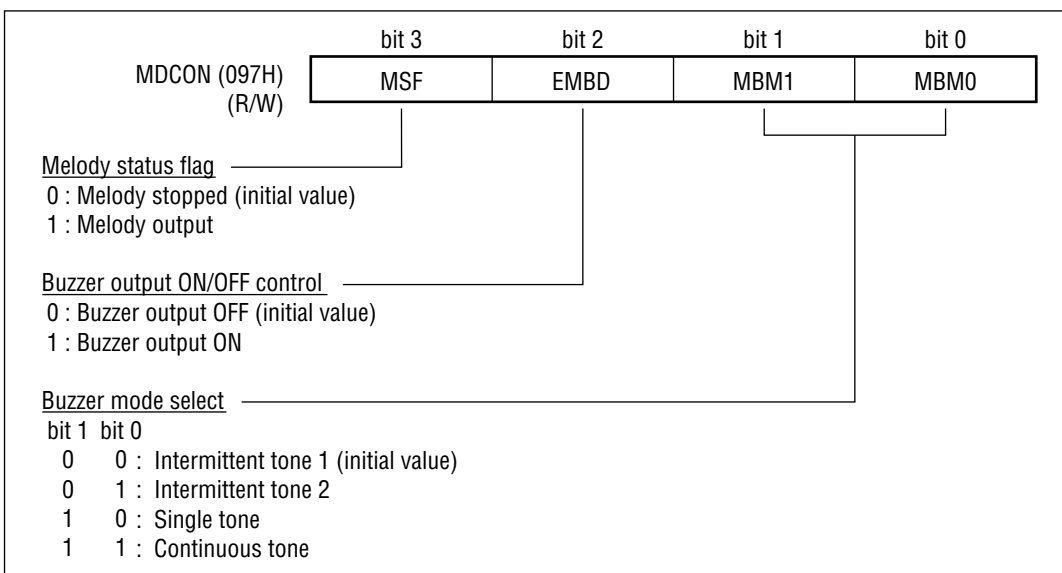 bit 3 bit 2 bit 1 bit 0
MDCON (097H) MSF EMBD MBM1 MBM0
(R/W)
Melody status flag
0 : Melody stopped (initial value)
1 : Melody output
Buzzer output ON/OFF control
0 : Buzzer output OFF (initial value)
1 : Buzzer output ON
Buzzer mode select
bit 1 bit 0
0 0 : Intermittent tone 1 (initial value)
0 1 : Intermittent tone 2
1 0 : Single tone
1 1 : Continuous tone